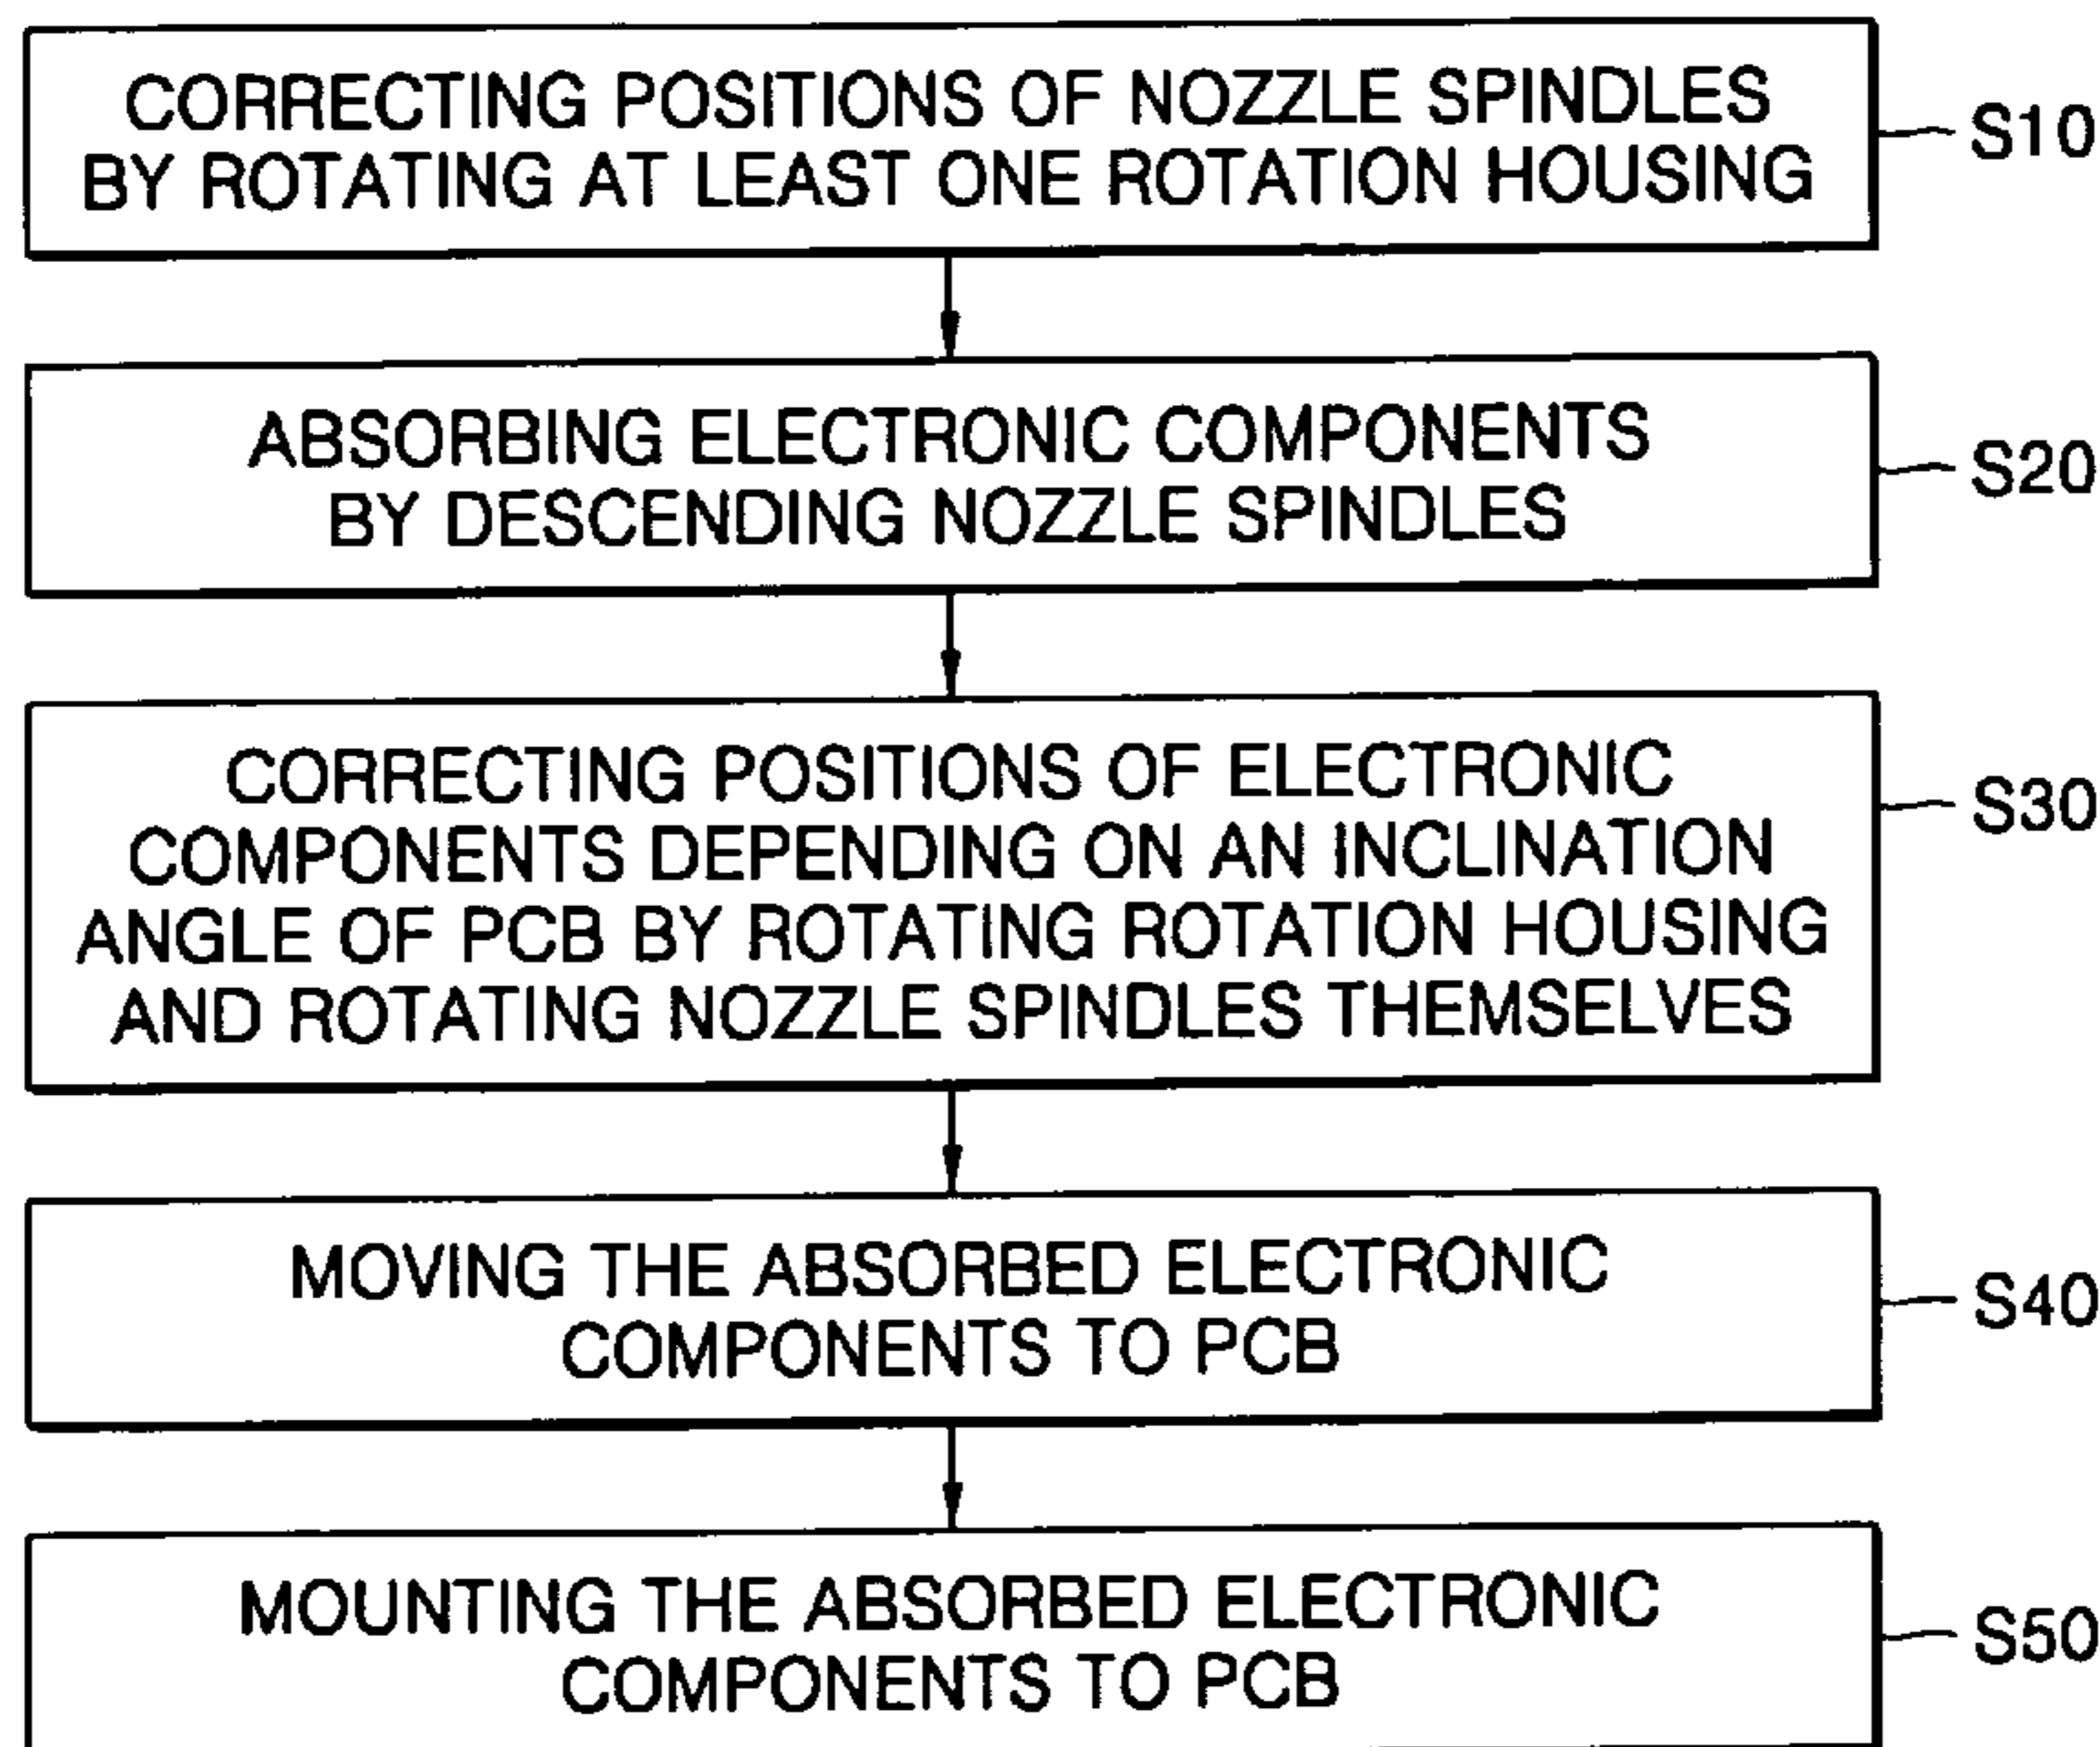 CORRECTING POSITIONS OF NOZZLE SPINDLES
BY ROTATING AT LEAST ONE ROTATION HOUSING
S10
ABSORBING ELECTRONIC COMPONENTS
BY DESCENDING NOZZLE SPINDLES
S20
CORRECTING POSITIONS OF ELECTRONIC
COMPONENTS DEPENDING ON AN INCLINATION
ANGLE OF PCB BY ROTATING ROTATION HOUSING
AND ROTATING NOZZLE SPINDLES THEMSELVES
S30
MOVING THE ABSORBED ELECTRONIC
COMPONENTS TO PCB
S40
MOUNTING THE ABSORBED ELECTRONIC
COMPONENTS TO PCB
S50